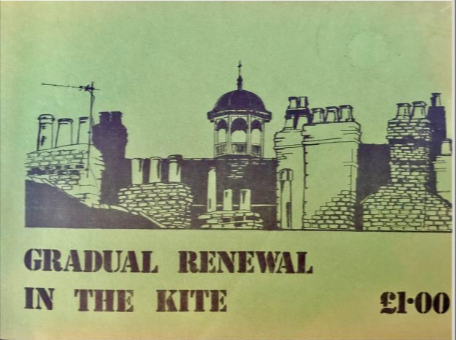 GRADUAL RENEWAL
IN THE KITE
£1·00